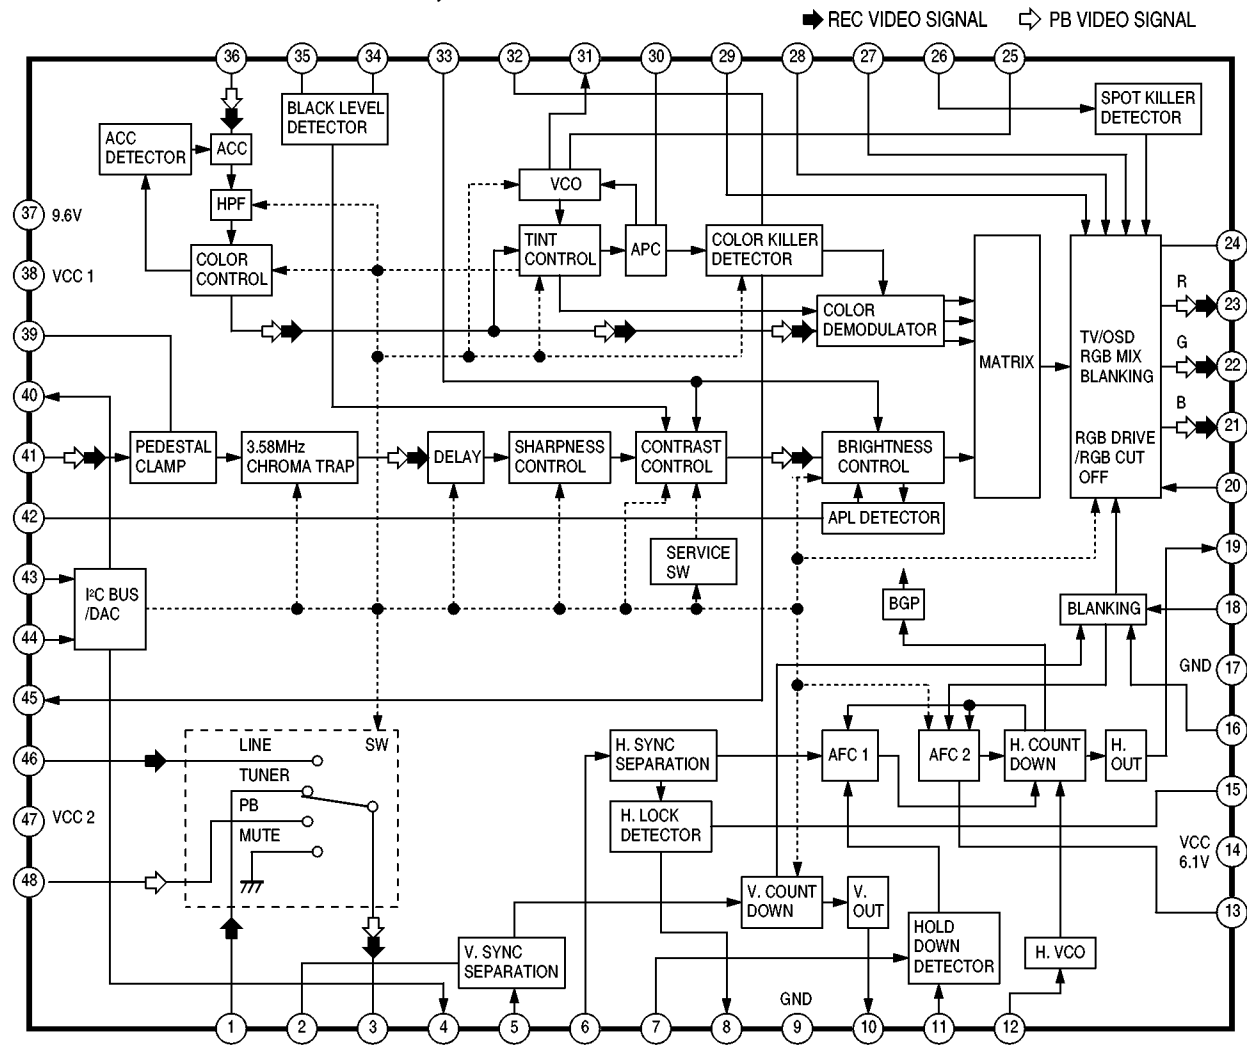 REC VIDEO SIGNAL PB VIDEO SIGNAL
36 35 34 33 32 31 30 29 28 27 26 25
BLACK LEVEL
DETECTOR
SPOT KILLER
DETECTOR
ACC
DETECTOR
ACC
VCO
HPF
37 9.6V
TINT
CONTROL
APC
COLOR KILLER
DETECTOR
24
38 VCC 1
COLOR
CONTROL
R
23
COLOR
DEMODULATOR
39
MATRIX
TV/OSD
RGB MIX
BLANKING
G
22
40
B
21
41
PEDESTAL
CLAMP
3.58MHz
CHROMA TRAP
DELAY
SHARPNESS
CONTROL
CONTRAST
CONTROL
BRIGHTNESS
CONTROL
RGB DRIVE
/RGB CUT
OFF
20
42
APL DETECTOR
SERVICE
SW
19
43
I²C BUS
/DAC
BGP
BLANKING
18
44
GND
17
45
16
46
LINE
SW
TUNER
PB
MUTE
H. SYNC
SEPARATION
AFC 1
AFC 2
H. COUNT
DOWN
H.
OUT
15
47 VCC 2
H. LOCK
DETECTOR
VCC
6.1V
14
48
V. COUNT
DOWN
V.
OUT
13
V. SYNC
SEPARATION
HOLD
DOWN
DETECTOR
H. VCO
GND
1 2 3 4 5 6 7 8 9 10 11 12